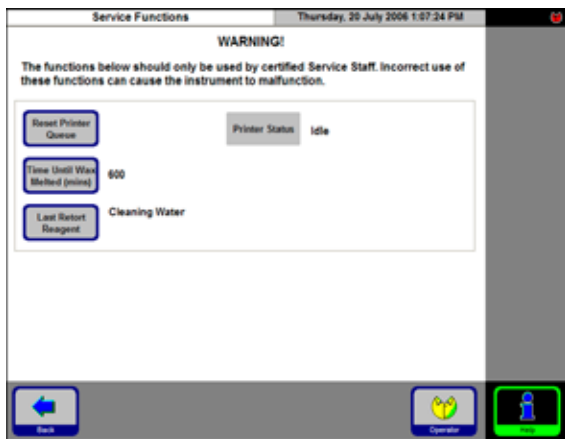 Service Functions
Thursday, 20 July 2006 1:07:24 PM
WARNING!
The functions below should only be used by certified Service Staff. Incorrect use of
these functions can cause the instrument to malfunction.
Reset Printer
Queue
Printer Status
Idle
Time Until Wax
Melted (mins)
600
Last Retort
Reagent
Cleaning Water
Back
Operator
Help